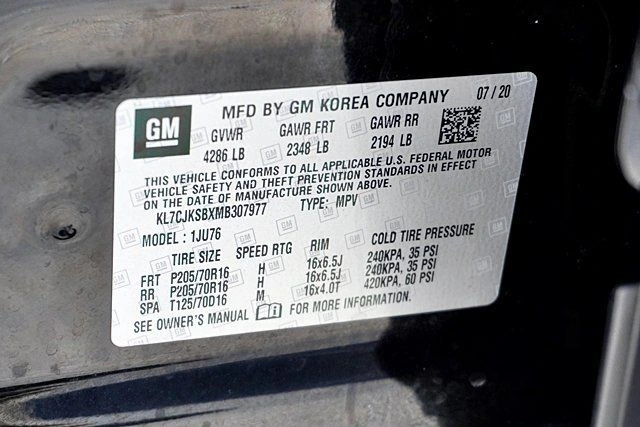 GM
MFD BY GM KOREA COMPANY 07/20
GVWR GAWR FRT GAWR RR
4286 LB 2348 LB 2194 LB
THIS VEHICLE CONFORMS TO ALL APPLICABLE U.S. FEDERAL MOTOR
VEHICLE SAFETY AND THEFT PREVENTION STANDARDS IN EFFECT
ON THE DATE OF MANUFACTURE SHOWN ABOVE.
KL7CJKSBXMB307977 TYPE: MPV
MODEL: 1JU76
TIRE SIZE SPEED RTG RIM COLD TIRE PRESSURE
FRT P205/70R16 H 16x6.5J 240KPA, 35 PSI
RR P205/70R16 H 16x6.5J 240KPA, 35 PSI
SPA T125/70D16 M 16x4.0T 420KPA, 60 PSI
SEE OWNER'S MANUAL FOR MORE INFORMATION.